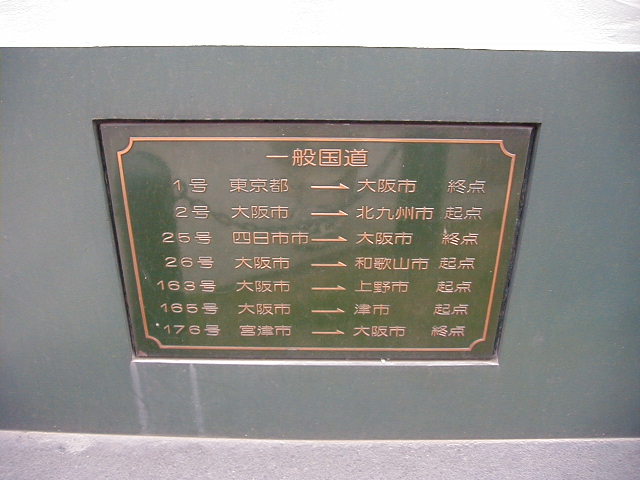 一般国道
1号 東京都 → 大阪市 終点
2号 大阪市 → 北九州市 起点
25号 四日市市 → 大阪市 終点
26号 大阪市 → 和歌山市 起点
163号 大阪市 → 上野市 起点
165号 大阪市 → 津市 起点
176号 宮津市 → 大阪市 終点